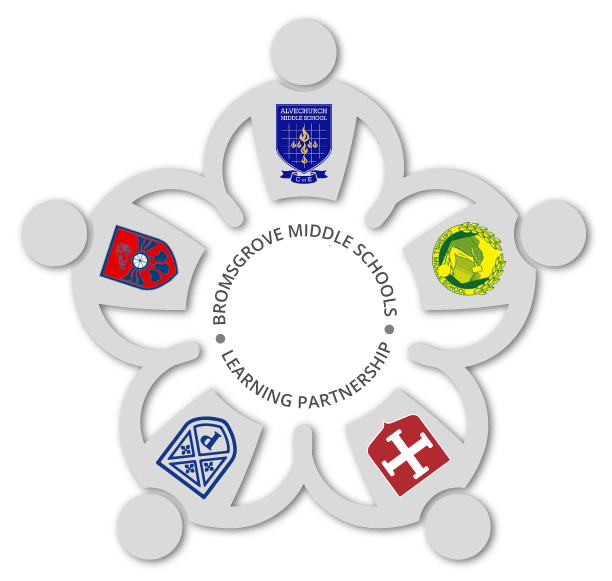 ALVECHURCH
MIDDLE SCHOOL
C of E
BROMSGROVE MIDDLE SCHOOLS
LEARNING PARTNERSHIP
P